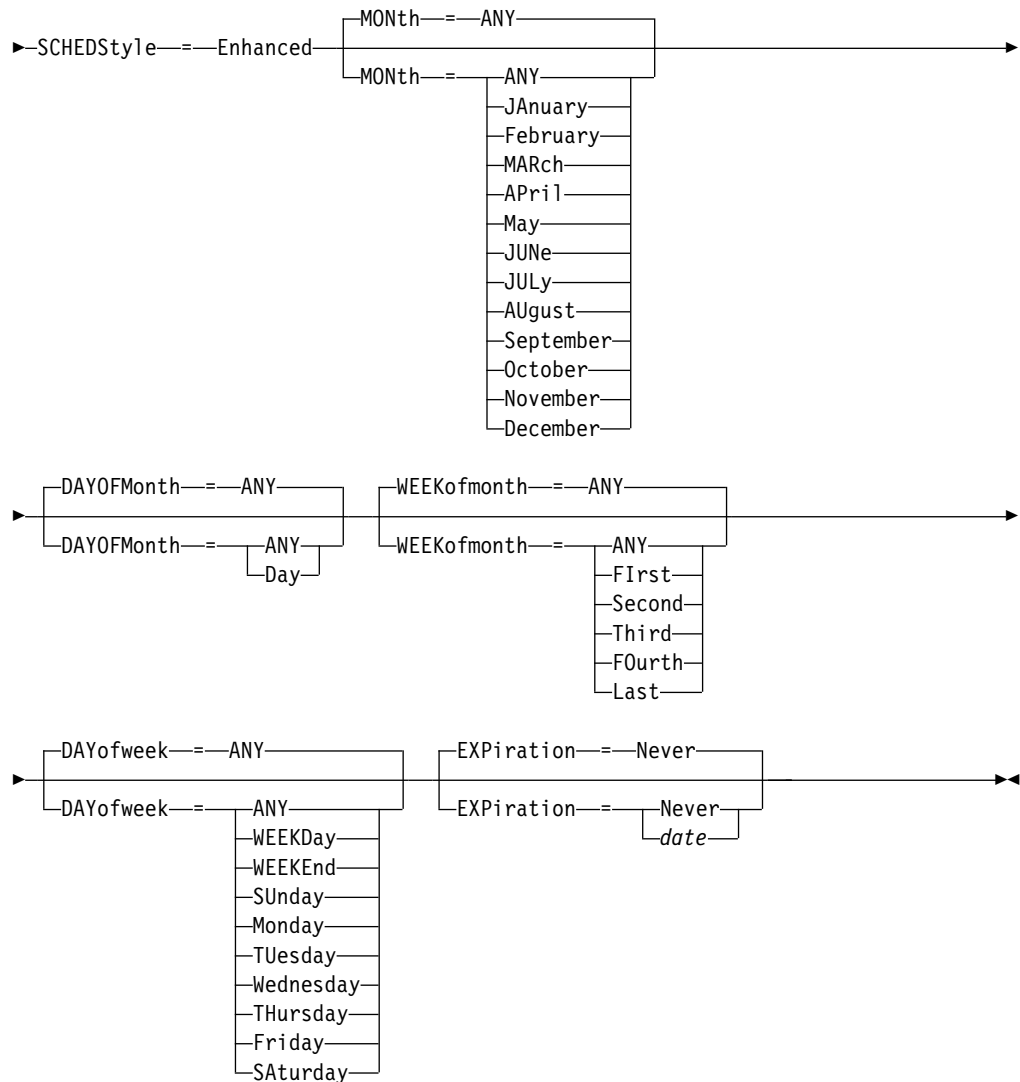 MONth = ANY
SCHEDStyle = Enhanced
MONth = ANY
JAnuary
February
MARch
APril
May
JUNe
JULy
AUgust
September
October
November
December
DAYOFMonth = ANY WEEKofmonth = ANY
DAYOFMonth = ANY WEEKofmonth = ANY
Day FIrst
Second
Third
FOurth
Last
DAYofweek = ANY EXPiration = Never
DAYofweek = ANY EXPiration = Never
WEEKDay date
WEEKEnd
SUnday
Monday
TUesday
Wednesday
THursday
Friday
SAturday